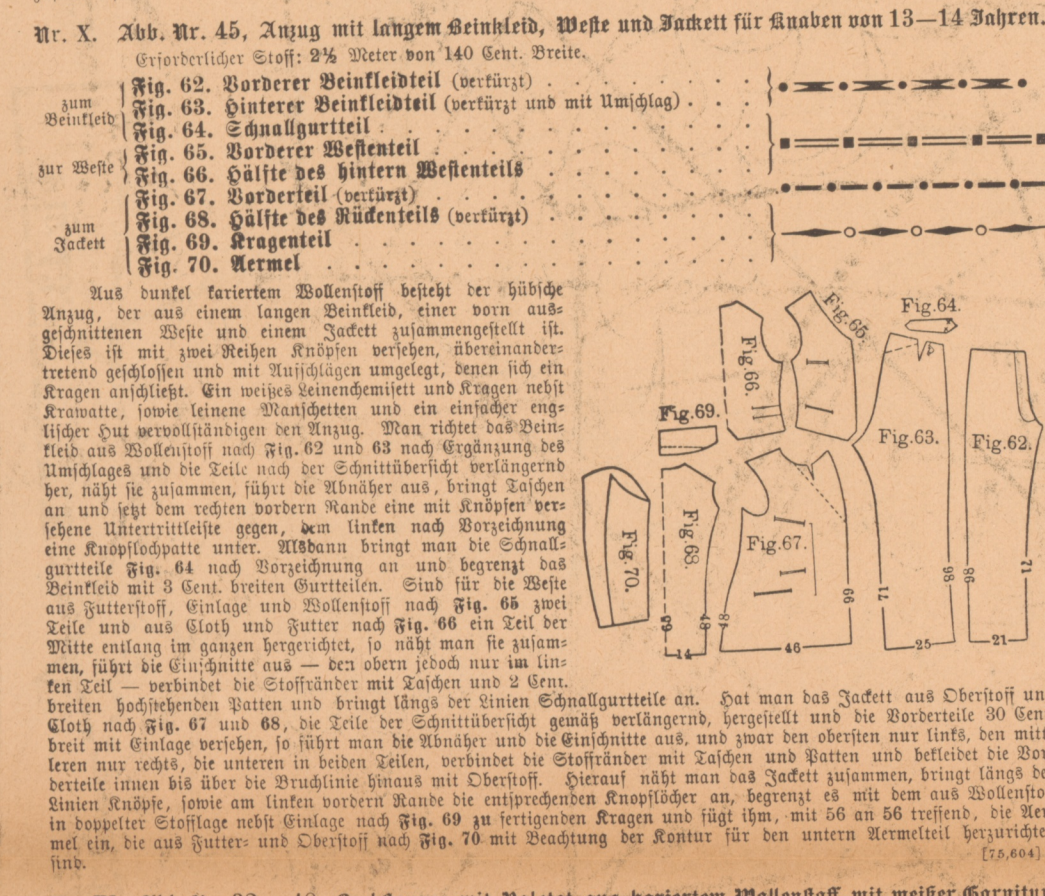 Nr. X. Abb. Nr. 45, Anzug mit langem Beinkleid, Weste und Jackett für Knaben von 13—14 Jahren.
Erforderlicher Stoff: 2½ Meter von 140 Cent. Breite.
zum Beinkleid
Fig. 62. Vorderer Beinkleidteil (verkürzt)
Fig. 63. Hinterer Beinkleidteil (verkürzt und mit Umschlag)
Fig. 64. Schnallgurtteil
zur Weste
Fig. 65. Vorderer Westenteil
Fig. 66. Hälfte des hintern Westenteils
zum Jackett
Fig. 67. Vorderteil (verkürzt)
Fig. 68. Hälfte des Rückenteils (verkürzt)
Fig. 69. Kragenteil
Fig. 70. Aermel
Aus dunkel kariertem Wollenstoff besteht der hübsche
Anzug, der aus einem langen Beinkleid, einer vorn aus-
geschnittenen Weste und einem Jackett zusammengestellt ist.
Dieses ist mit zwei Reihen Knöpfen versehen, übereinander-
tretend geschlossen und mit Aufschlägen umgelegt, denen sich ein
Kragen anschließt. Ein weißes Leinenchemisett und Kragen nebst
Krawatte, sowie leinene Manschetten und ein einfacher eng-
lischer Hut vervollständigen den Anzug. Man richtet das Bein-
kleid aus Wollenstoff nach Fig. 62 und 63 nach Ergänzung des
Umschlages und die Teile nach der Schnittübersicht verlängernd
her, näht sie zusammen, führt die Abnäher aus, bringt Taschen
an und setzt dem rechten vordern Rande eine mit Knöpfen ver-
sehene Untertrittleiste gegen, dem linken nach Vorzeichnung
eine Knopflochpatte unter. Alsdann bringt man die Schnall-
gurtteile Fig. 64 nach Vorzeichnung an und begrenzt das
Beinkleid mit 3 Cent. breiten Gurtteilen. Sind für die Weste
aus Futterstoff, Einlage und Wollenstoff nach Fig. 65 zwei
Teile und aus Cloth und Futter nach Fig. 66 ein Teil der
Mitte entlang im ganzen hergerichtet, so näht man sie zusam-
men, führt die Einschnitte aus — den obern jedoch nur im lin-
ken Teil — verbindet die Stoffränder mit Taschen und 2 Cent.
breiten hochstehenden Patten und bringt längs der Linien Schnallgurtteile an. Hat man das Jackett aus Oberstoff un
Cloth nach Fig. 67 und 68, die Teile der Schnittübersicht gemäß verlängernd, hergestellt und die Vorderteile 30 Cen
breit mit Einlage versehen, so führt man die Abnäher und die Einschnitte aus, und zwar den obersten nur links, den mitt
leren nur rechts, die unteren in beiden Teilen, verbindet die Stoffränder mit Taschen und Patten und bekleidet die Vor
derteile innen bis über die Bruchlinie hinaus mit Oberstoff. Hierauf näht man das Jackett zusammen, bringt längs de
Linien Knöpfe, sowie am linken vordern Rande die entsprechenden Knopflöcher an, begrenzt es mit dem aus Wollensto
in doppelter Stofflage nebst Einlage nach Fig. 69 zu fertigenden Kragen und fügt ihm, mit 56 an 56 treffend, die Aer
mel ein, die aus Futter- und Oberstoff nach Fig. 70 mit Beachtung der Kontur für den untern Aermelteil herzurichte
sind.
[75,604]
Fig. 65.
Fig. 64.
Fig. 66.
Fig. 69.
Fig. 63.
Fig. 62.
Fig. 70.
Fig. 68.
Fig. 67.
b
14
48
48
46
66
71
25
98
98
21
71